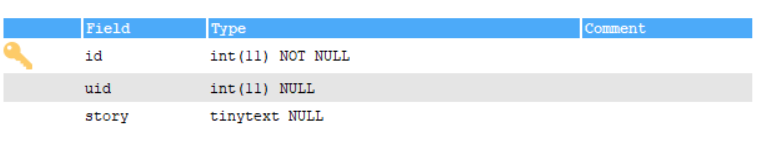 Field Type Comment
id int(11) NOT NULL
uid int(11) NULL
story tinytext NULL